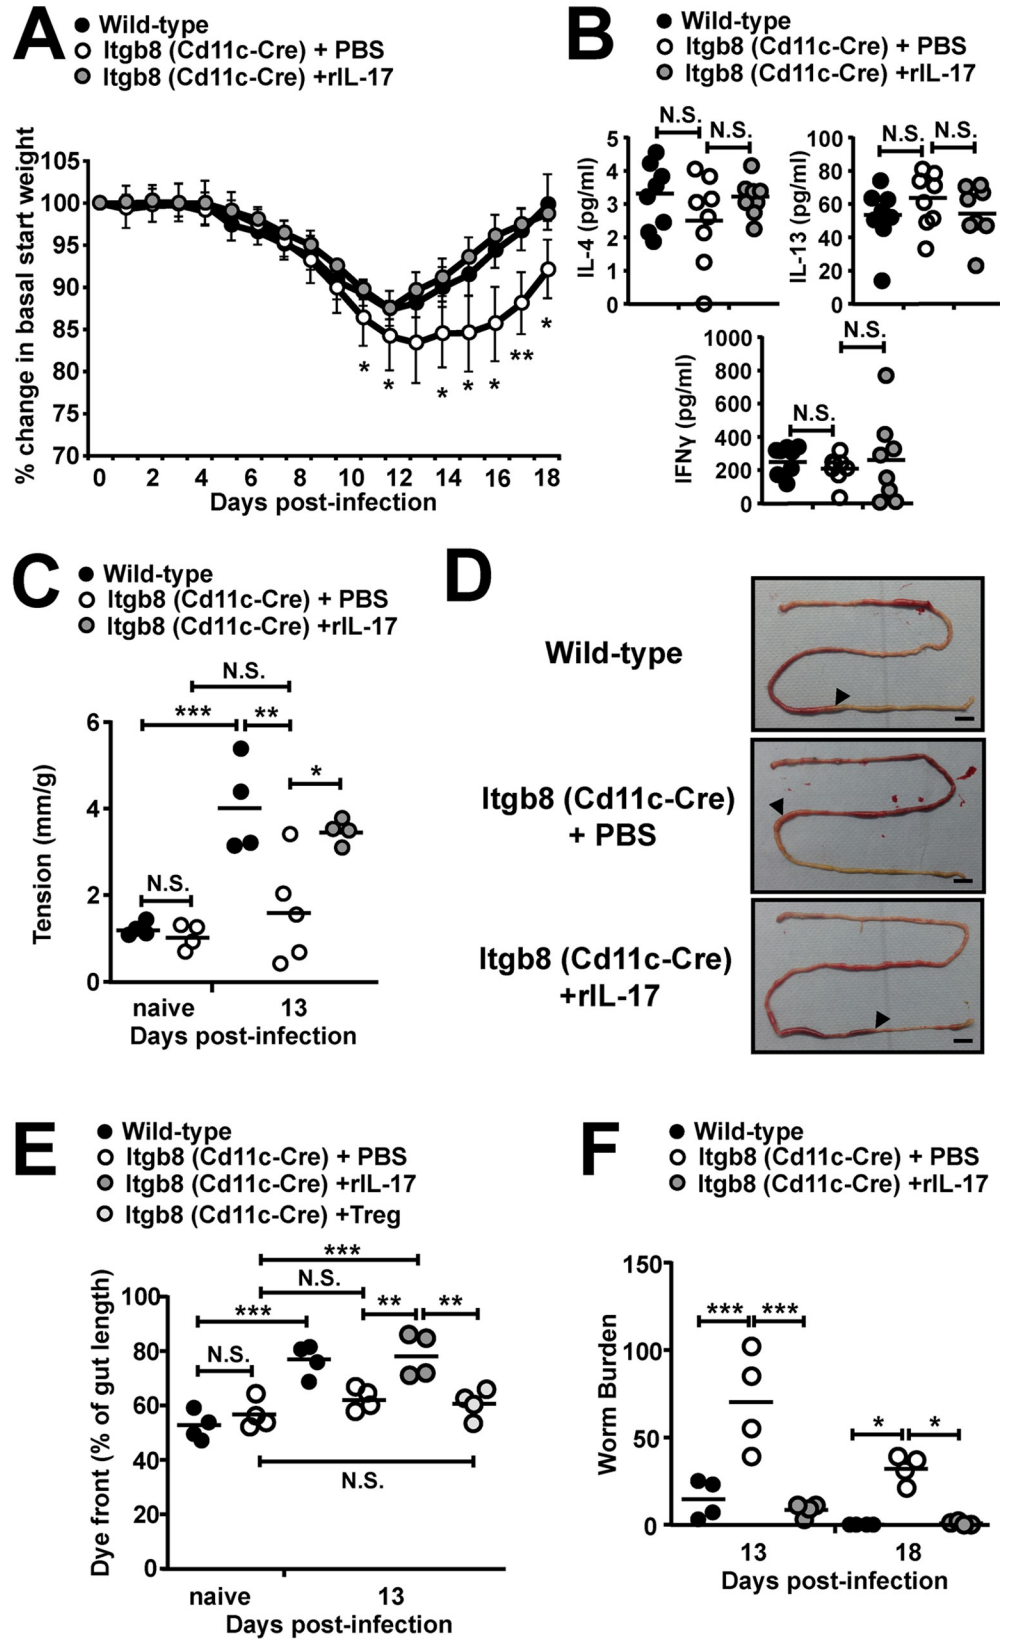 A
Wild-type
Itgb8 (Cd11c-Cre) + PBS
Itgb8 (Cd11c-Cre) +rIL-17
% change in basal start weight
105
100
95
90
85
80
75
70
* * * * * ** *
0 2 4 6 8 10 12 14 16 18
Days post-infection
B
Wild-type
Itgb8 (Cd11c-Cre) + PBS
Itgb8 (Cd11c-Cre) +rIL-17
N.S. N.S.
IL-4 (pg/ml)
5
4
3
2
1
0
N.S. N.S.
IL-13 (pg/ml)
100
80
60
40
20
0
N.S.
N.S.
IFNγ (pg/ml)
1000
800
600
400
200
0
C
Wild-type
Itgb8 (Cd11c-Cre) + PBS
Itgb8 (Cd11c-Cre) +rIL-17
N.S.
*** **
*
N.S.
Tension (mm/g)
6
4
2
0
naive 13
Days post-infection
D
Wild-type
Itgb8 (Cd11c-Cre)
+ PBS
Itgb8 (Cd11c-Cre)
+rIL-17
E
Wild-type
Itgb8 (Cd11c-Cre) + PBS
Itgb8 (Cd11c-Cre) +rIL-17
Itgb8 (Cd11c-Cre) +Treg
***
N.S.
*** ** **
N.S.
N.S.
Dye front (% of gut length)
100
80
60
40
20
0
naive 13
Days post-infection
F
Wild-type
Itgb8 (Cd11c-Cre) + PBS
Itgb8 (Cd11c-Cre) +rIL-17
*** ***
* *
Worm Burden
150
100
50
0
13 18
Days post-infection